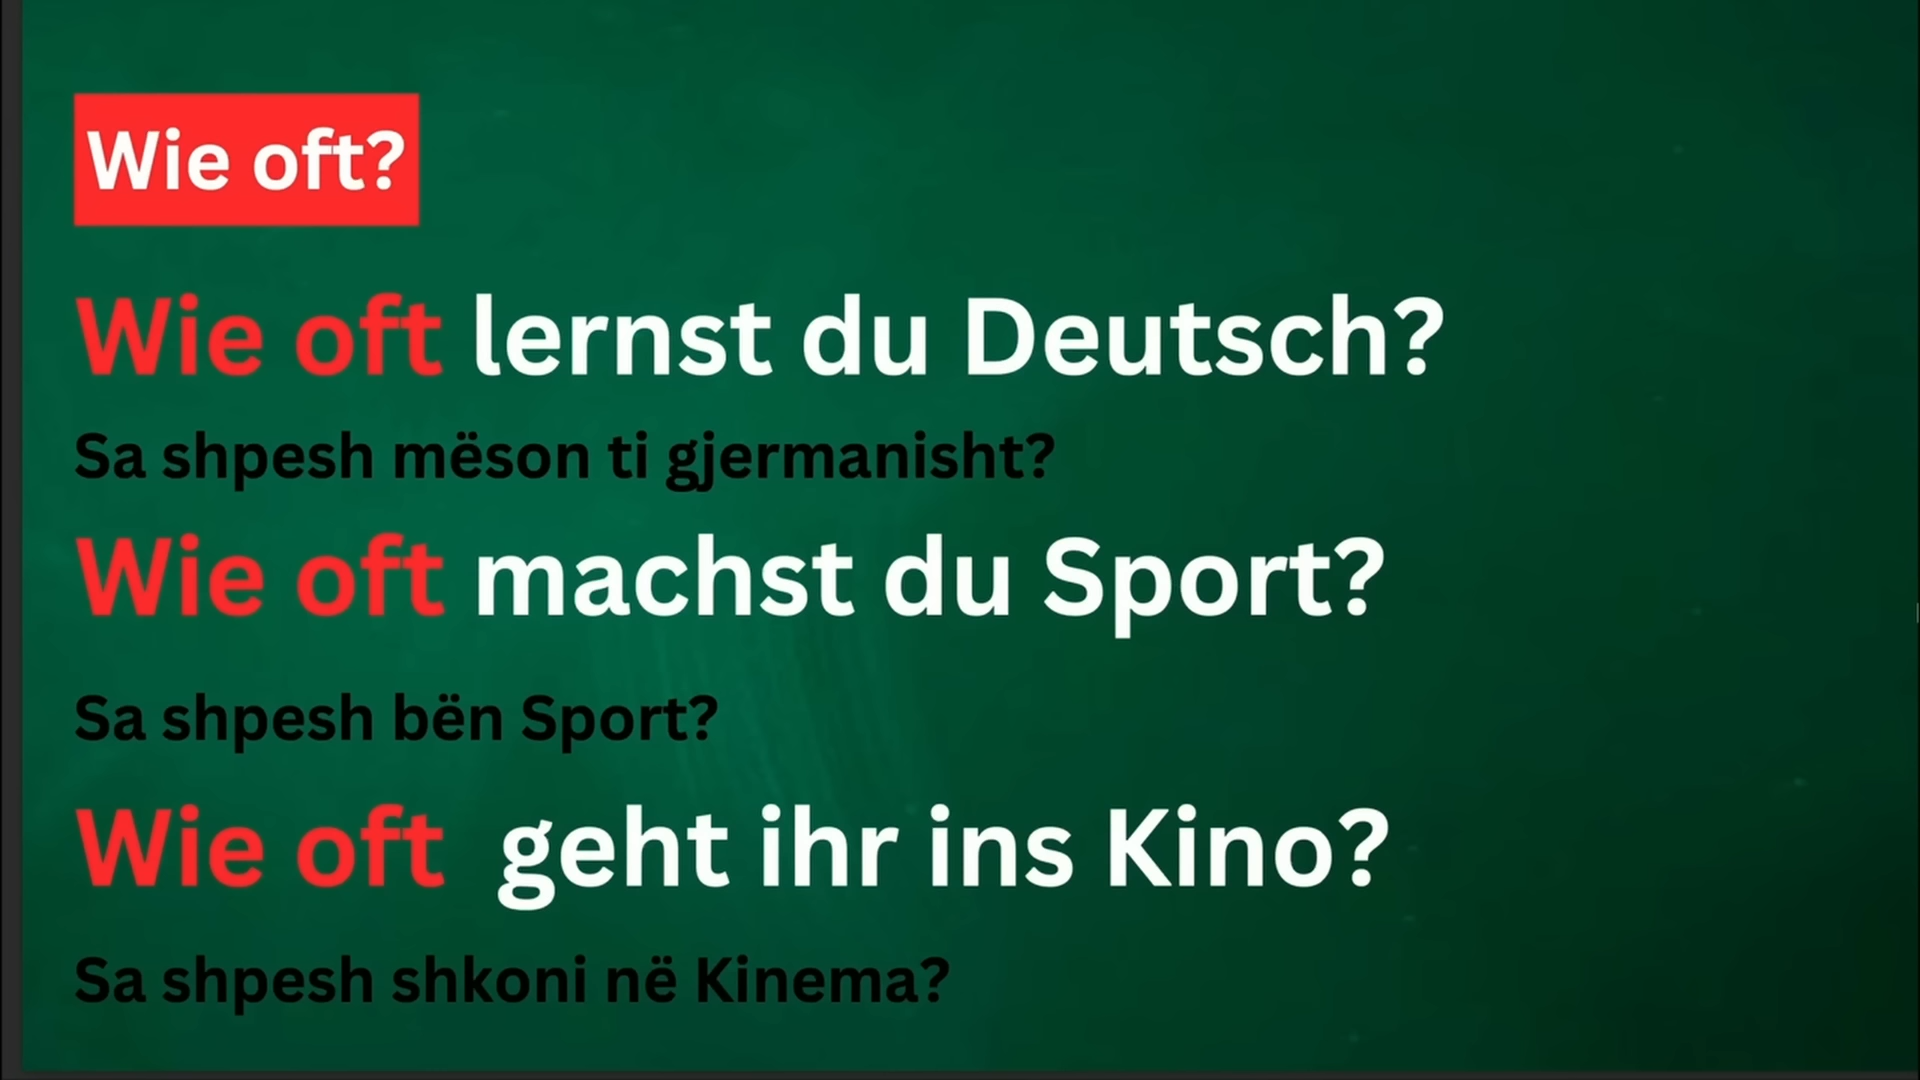 Wie oft?
Wie oft lernst du Deutsch?
Sa shpesh mëson ti gjermanisht?
Wie oft machst du Sport?
Sa shpesh bën Sport?
Wie oft geht ihr ins Kino?
Sa shpesh shkoni në Kinema?